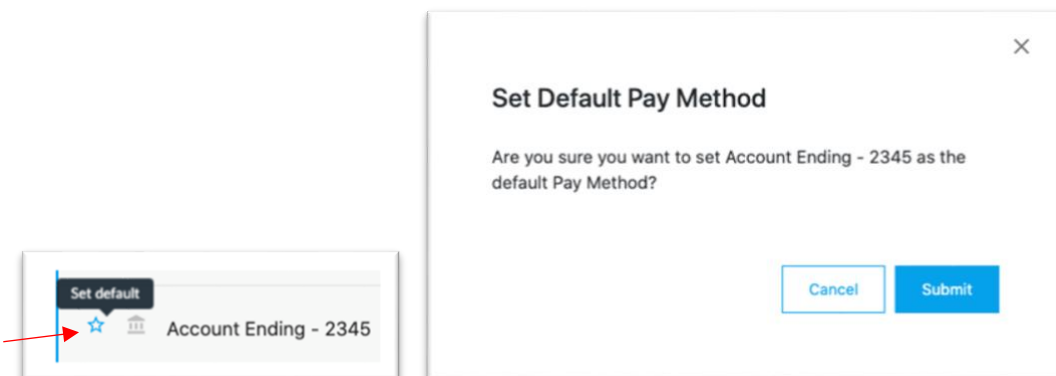 Set default
Account Ending - 2345
Set Default Pay Method
Are you sure you want to set Account Ending - 2345 as the
default Pay Method?
Cancel
Submit